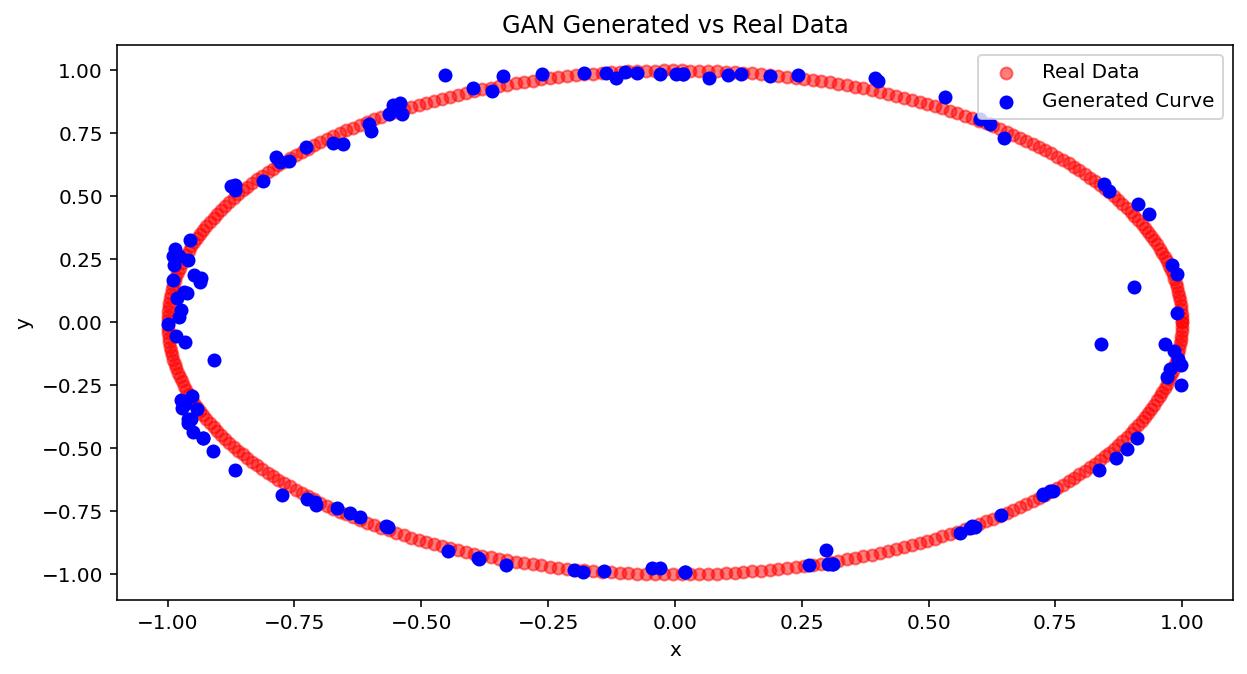 GAN Generated vs Real Data
Real Data
Generated Curve
1.00
0.75
0.50
0.25
0.00
−0.25
−0.50
−0.75
−1.00
y
−1.00 −0.75 −0.50 −0.25 0.00 0.25 0.50 0.75 1.00
x